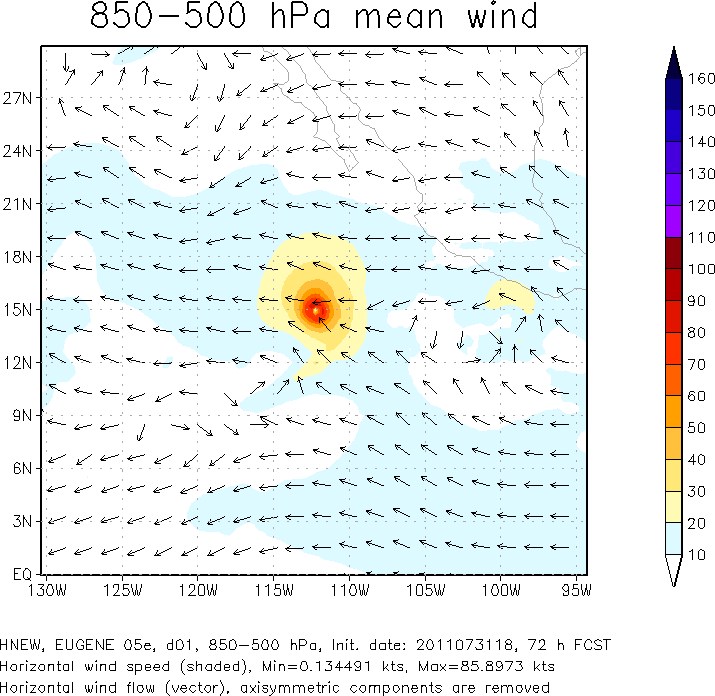 850-500 hPa mean wind
27N
24N
21N
18N
15N
12N
9N
6N
3N
EQ
130W 125W 120W 115W 110W 105W 100W 95W
160
150
140
130
120
110
100
90
80
70
60
50
40
30
20
10
HNEW, EUGENE 05e, d01, 850-500 hPa, Init. date: 2011073118, 72 h FCST
Horizontal wind speed (shaded), Min=0.134491 kts, Max=85.8973 kts
Horizontal wind flow (vector), axisymmetric components are removed